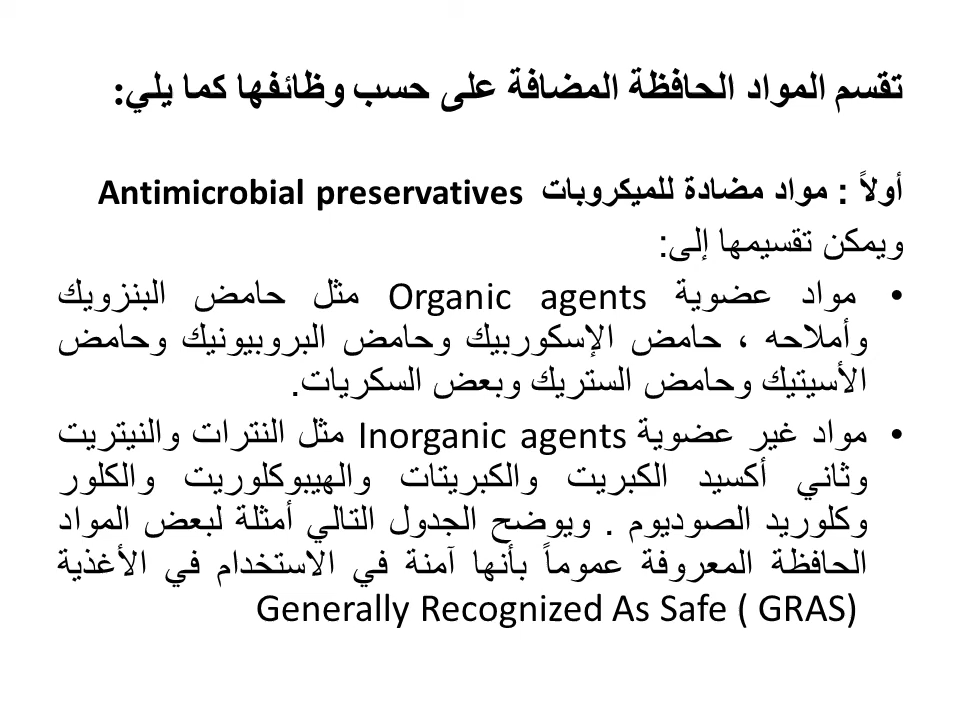 تقسم المواد الحافظة المضافة على حسب وظائفها كما يلي:
أولاً : مواد مضادة للميكروبات Antimicrobial preservatives
ويمكن تقسيمها إلى:
• مواد عضوية Organic agents مثل حامض البنزويك
وأملاحه ، حامض الإسكوربيك وحامض البروبيونيك وحامض
الأسيتيك وحامض الستريك وبعض السكريات.
• مواد غير عضوية Inorganic agents مثل النترات والنيتريت
وثاني أكسيد الكبريت والكبريتات والهيبوكلوريت والكلور
وكلوريد الصوديوم . ويوضح الجدول التالي أمثلة لبعض المواد
الحافظة المعروفة عموماً بأنها آمنة في الاستخدام في الأغذية
Generally Recognized As Safe ( GRAS)